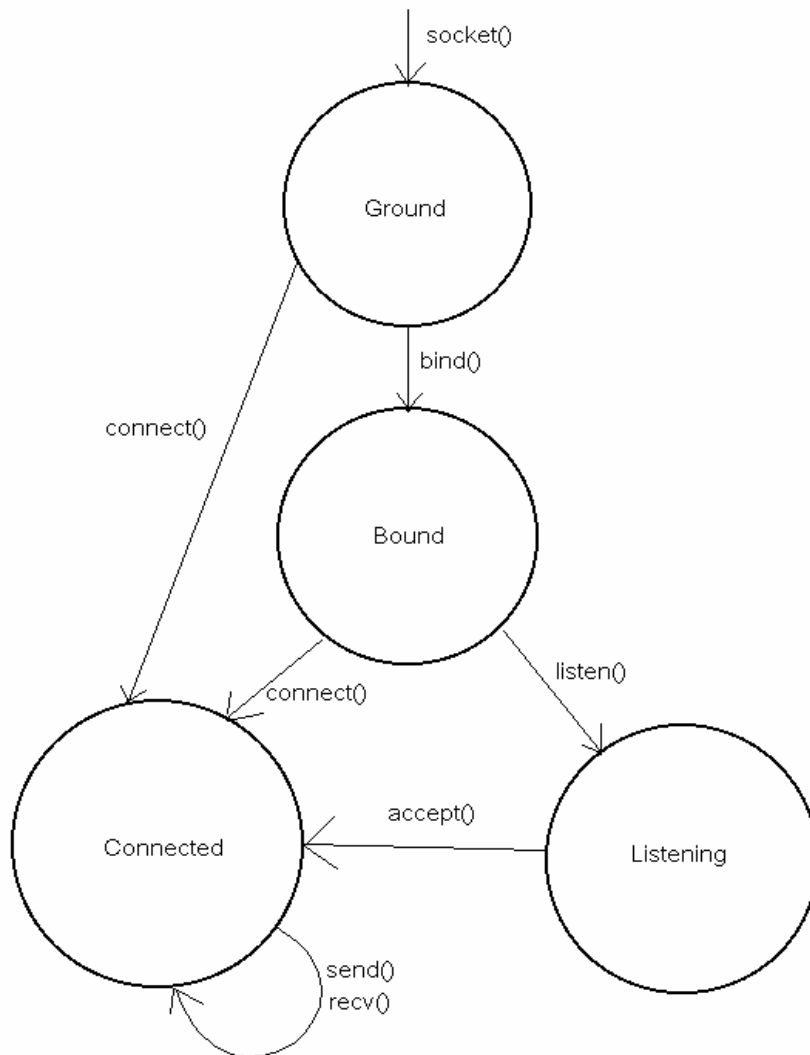 socket()
Ground
bind()
connect()
Bound
connect()
listen()
accept()
Connected
Listening
send()
recv()